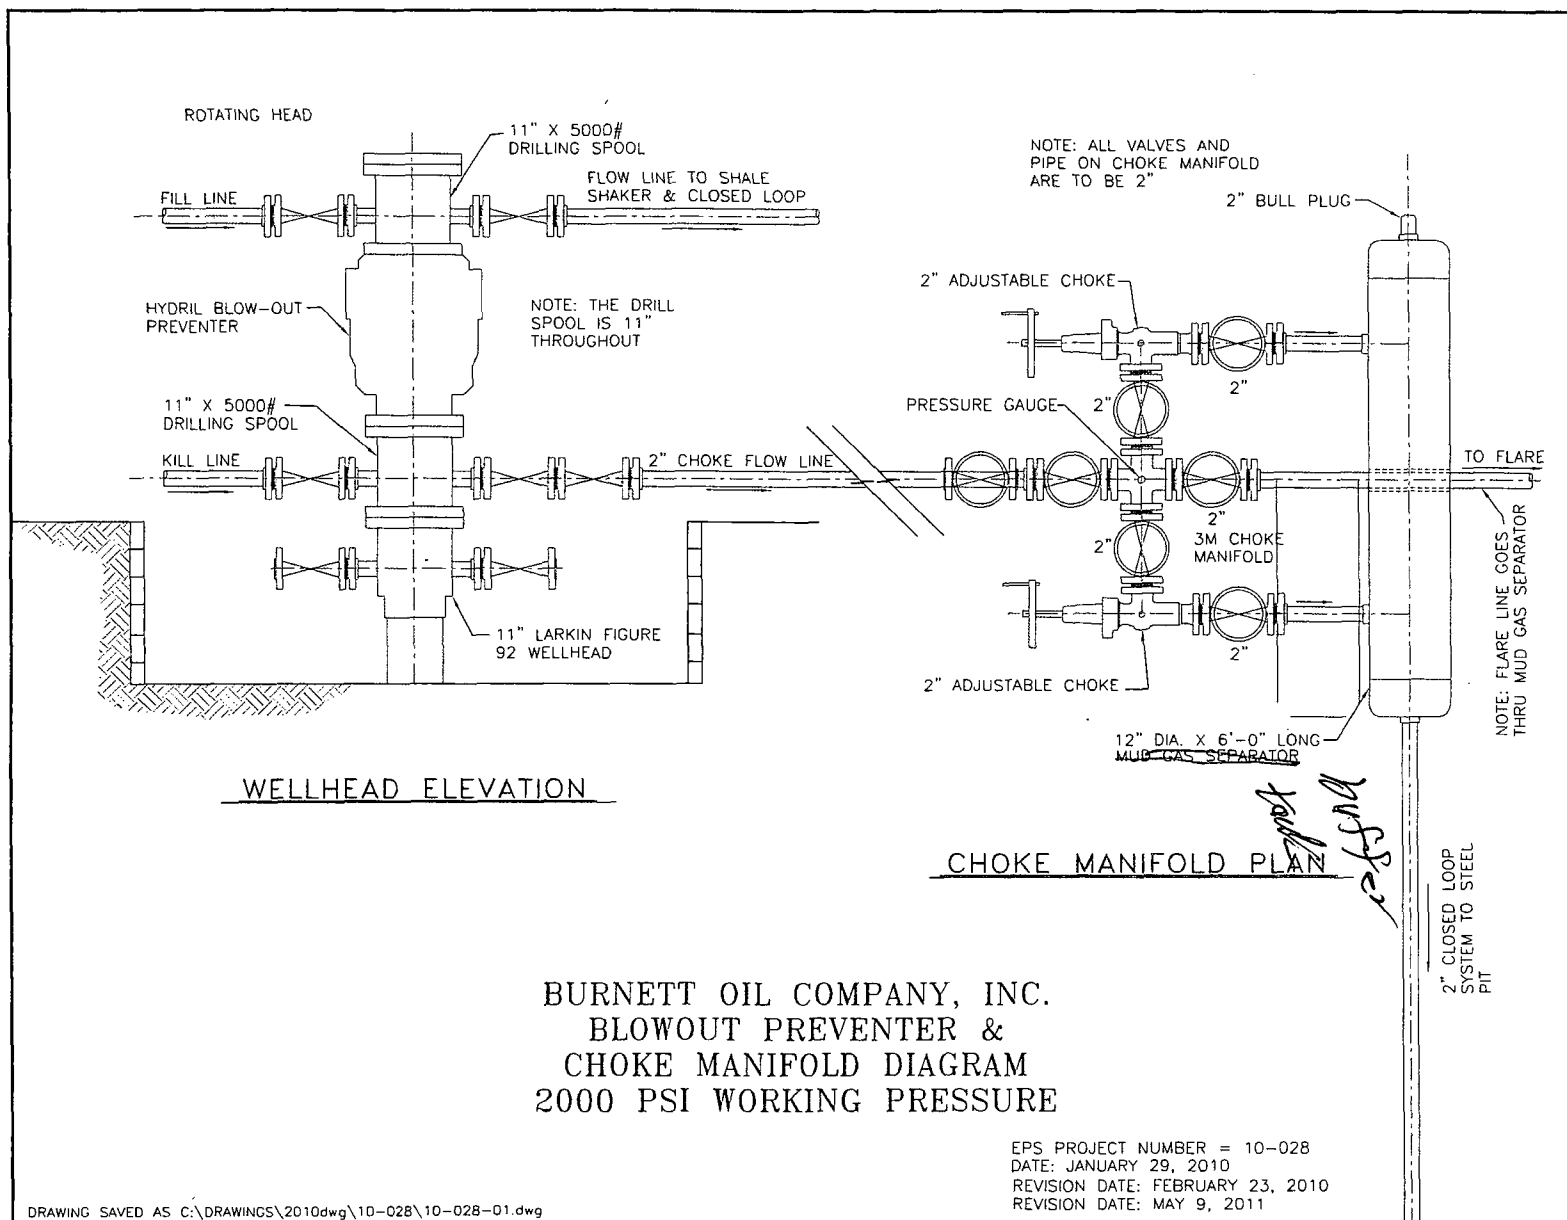 ROTATING HEAD
11" X 5000#
DRILLING SPOOL
FILL LINE
FLOW LINE TO SHALE
SHAKER & CLOSED LOOP
HYDRIL BLOW-OUT
PREVENTER
NOTE: THE DRILL
SPOOL IS 11"
THROUGHOUT
11" X 5000#
DRILLING SPOOL
KILL LINE
2" CHOKE FLOW LINE
11" LARKIN FIGURE
92 WELLHEAD
WELLHEAD ELEVATION
NOTE: ALL VALVES AND
PIPE ON CHOKE MANIFOLD
ARE TO BE 2"
2" BULL PLUG
2" ADJUSTABLE CHOKE
2"
PRESSURE GAUGE
2"
TO FLARE
2"
3M CHOKE
MANIFOLD
2"
2"
2" ADJUSTABLE CHOKE
NOTE: FLARE LINE GOES
THRU MUD GAS SEPARATOR
12" DIA. X 6'-0" LONG
MUD GAS SEPARATOR
buffer
tank
CHOKE MANIFOLD PLAN
2" CLOSED LOOP
SYSTEM TO STEEL
PIT
BURNETT OIL COMPANY, INC.
BLOWOUT PREVENTER &
CHOKE MANIFOLD DIAGRAM
2000 PSI WORKING PRESSURE
EPS PROJECT NUMBER = 10-028
DATE: JANUARY 29, 2010
REVISION DATE: FEBRUARY 23, 2010
REVISION DATE: MAY 9, 2011
DRAWING SAVED AS C:\DRAWINGS\2010dwg\10-028\10-028-01.dwg